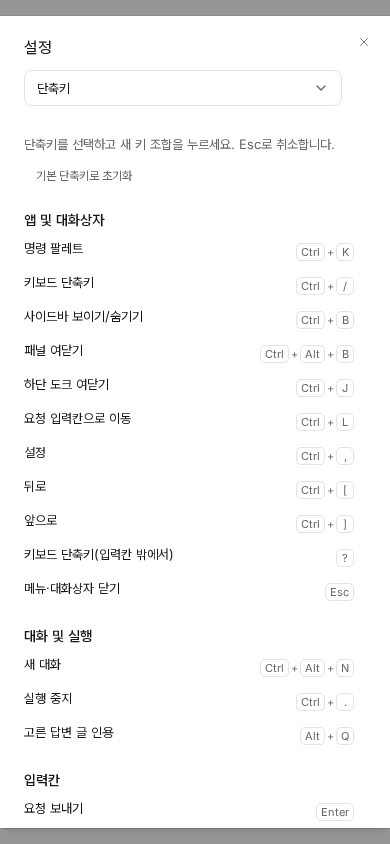 설정
단축키
단축키를 선택하고 새 키 조합을 누르세요. Esc로 취소합니다.
기본 단축키로 초기화
앱 및 대화상자
명령 팔레트 Ctrl + K
키보드 단축키 Ctrl + /
사이드바 보이기/숨기기 Ctrl + B
패널 여닫기 Ctrl + Alt + B
하단 도크 여닫기 Ctrl + J
요청 입력칸으로 이동 Ctrl + L
설정 Ctrl + ,
뒤로 Ctrl + [
앞으로 Ctrl + ]
키보드 단축키(입력칸 밖에서) ?
메뉴·대화상자 닫기 Esc
대화 및 실행
새 대화 Ctrl + Alt + N
실행 중지 Ctrl + .
고른 답변 글 인용 Alt + Q
입력칸
요청 보내기 Enter